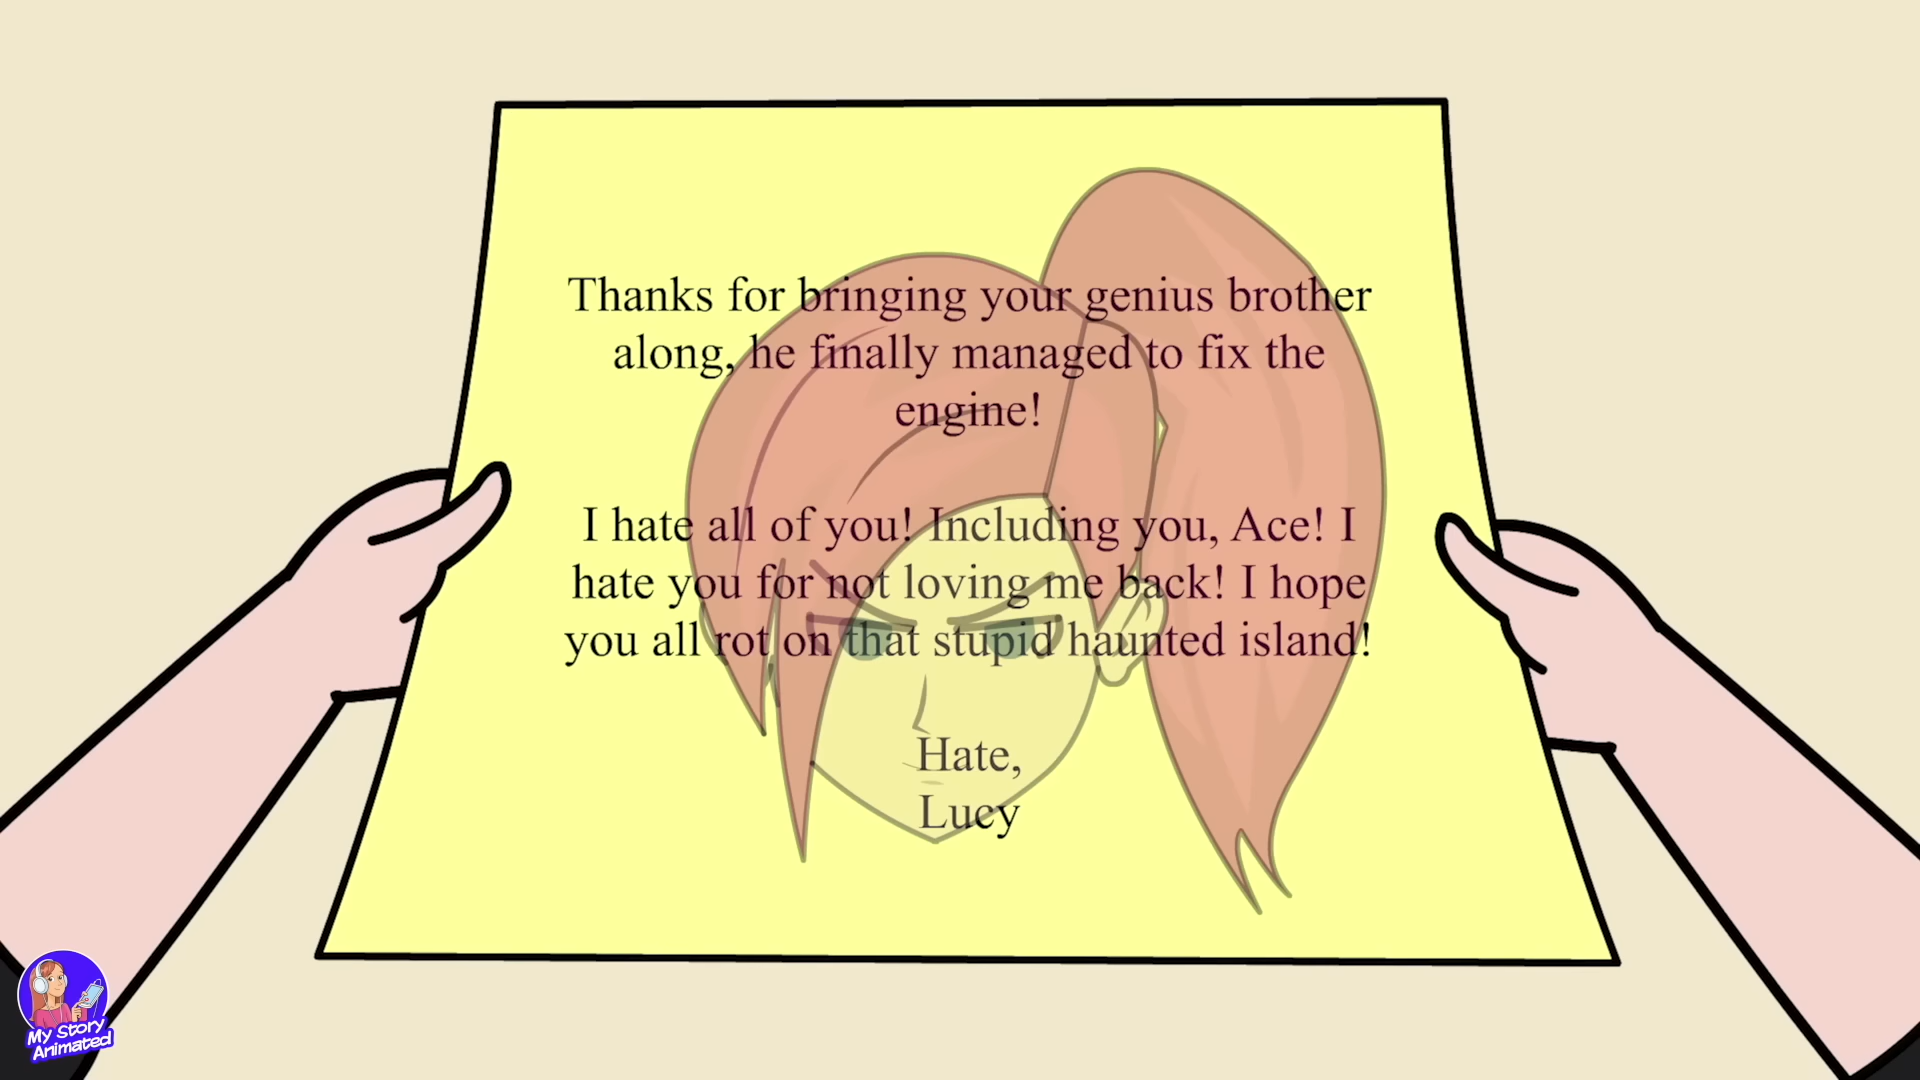 Thanks for bringing your genius brother
along, he finally managed to fix the
engine!
I hate all of you! Including you, Ace! I
hate you for not loving me back! I hope
you all rot on that stupid haunted island!
Hate,
Lucy
My Story
Animated